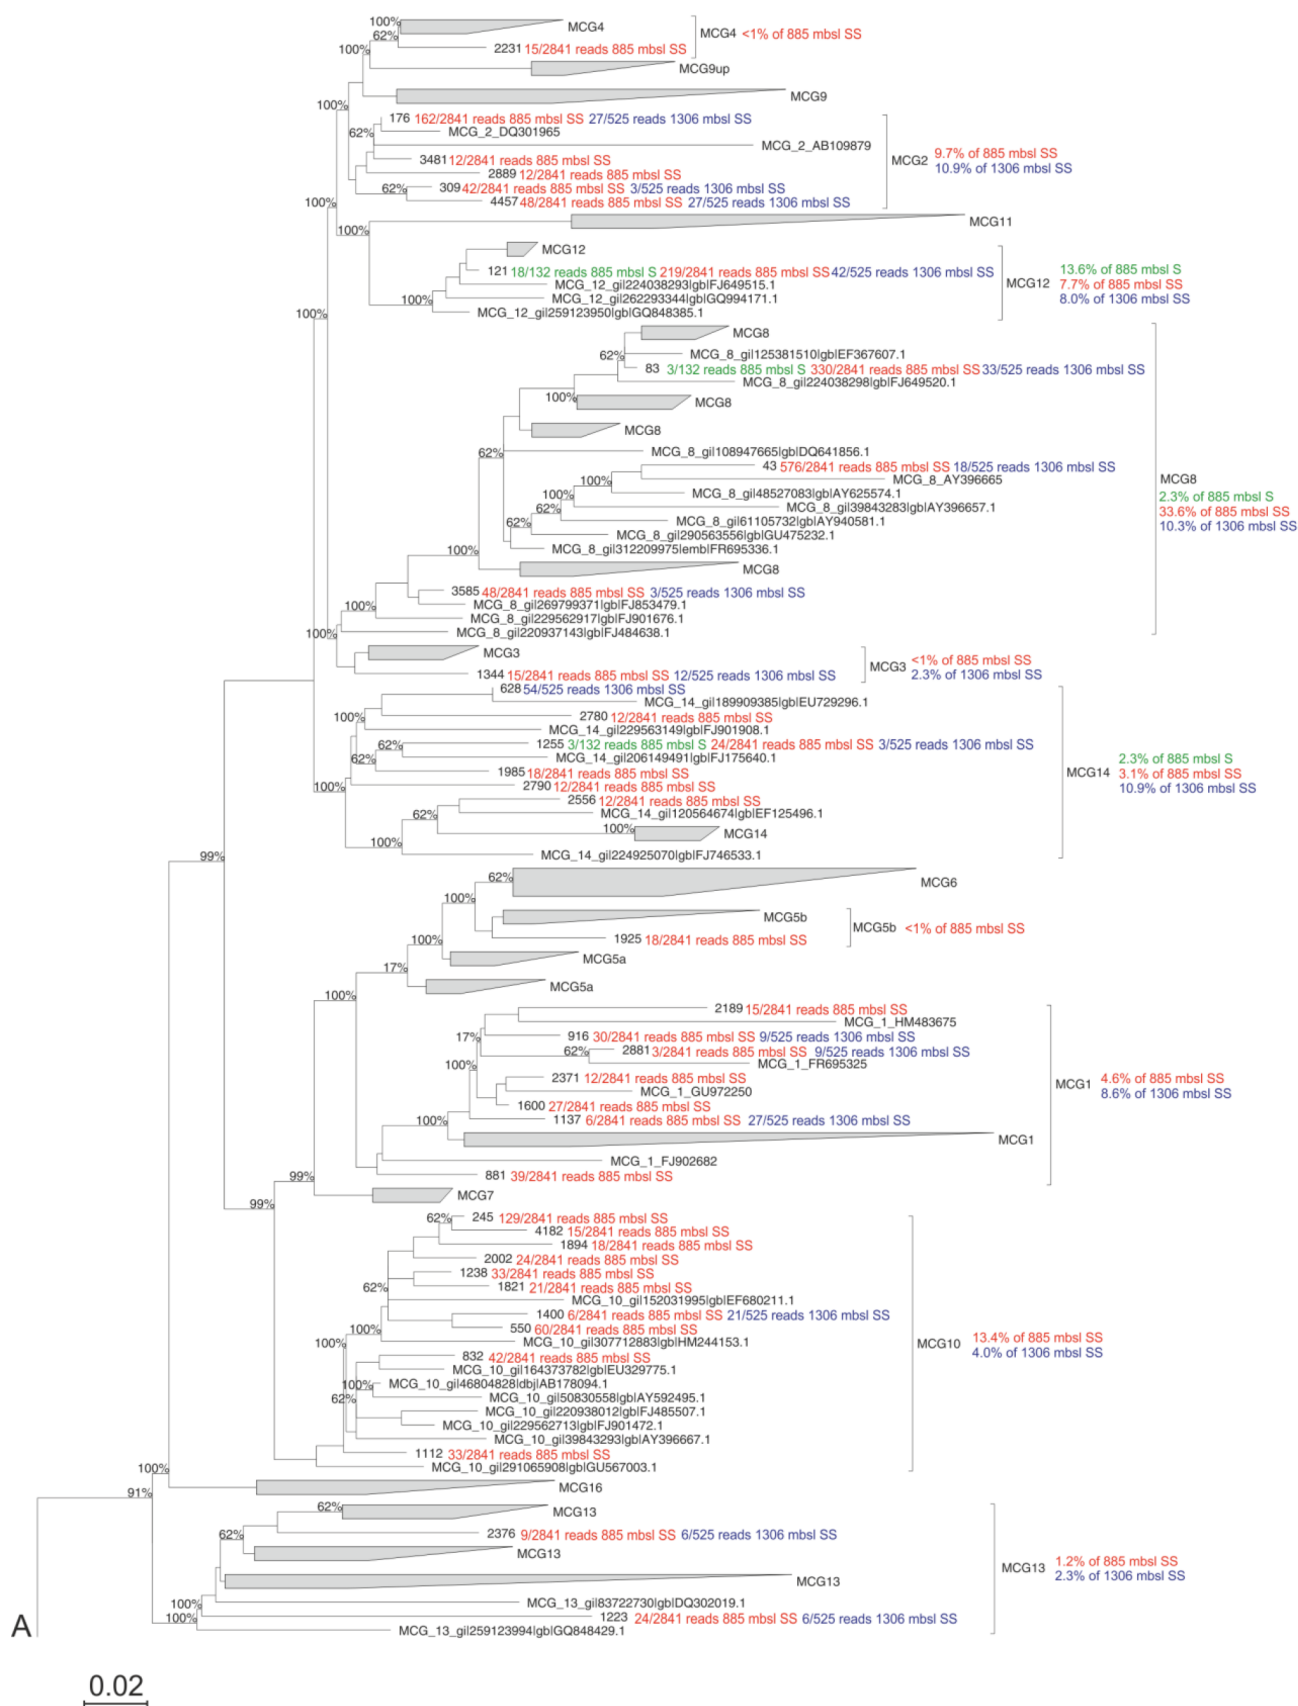 100%
MCG4
62%
2231 15/2841 reads 885 mbsl SS
MCG4 <1% of 885 mbsl SS
100%
MCG9up
MCG9
100%
176 162/2841 reads 885 mbsl SS 27/525 reads 1306 mbsl SS
62%
MCG_2_DQ301965
MCG_2_AB109879
3481 12/2841 reads 885 mbsl SS
2889 12/2841 reads 885 mbsl SS
62%
309 42/2841 reads 885 mbsl SS 3/525 reads 1306 mbsl SS
4457 48/2841 reads 885 mbsl SS 27/525 reads 1306 mbsl SS
MCG2
9.7% of 885 mbsl SS
10.9% of 1306 mbsl SS
100%
MCG11
100%
MCG12
121 18/132 reads 885 mbsl S 219/2841 reads 885 mbsl SS 42/525 reads 1306 mbsl SS
MCG_12_gi|224038293|gb|FJ649515.1
100%
MCG_12_gi|262293344|gb|GQ994171.1
MCG_12_gi|259123950|gb|GQ848385.1
MCG12
13.6% of 885 mbsl S
7.7% of 885 mbsl SS
8.0% of 1306 mbsl SS
100%
MCG8
62%
MCG_8_gi|125381510|gb|EF367607.1
83 3/132 reads 885 mbsl S 330/2841 reads 885 mbsl SS 33/525 reads 1306 mbsl SS
MCG_8_gi|224038298|gb|FJ649520.1
100%
MCG8
MCG8
62%
MCG_8_gi|108947665|gb|DQ641856.1
43 576/2841 reads 885 mbsl SS 18/525 reads 1306 mbsl SS
100%
MCG_8_AY396665
100%
MCG_8_gi|48527083|gb|AY625574.1
62%
MCG_8_gi|39843283|gb|AY396657.1
62%
MCG_8_gi|61105732|gb|AY940581.1
MCG_8_gi|290563556|gb|GU475232.1
100%
MCG_8_gi|312209975|emb|FR695336.1
MCG8
3585 48/2841 reads 885 mbsl SS 3/525 reads 1306 mbsl SS
100%
MCG_8_gi|269799371|gb|FJ853479.1
MCG_8_gi|229562917|gb|FJ901676.1
100%
MCG_8_gi|220937143|gb|FJ484638.1
MCG8
2.3% of 885 mbsl S
33.6% of 885 mbsl SS
10.3% of 1306 mbsl SS
MCG3
1344 15/2841 reads 885 mbsl SS 12/525 reads 1306 mbsl SS
MCG3
<1% of 885 mbsl SS
2.3% of 1306 mbsl SS
628 54/525 reads 1306 mbsl SS
MCG_14_gi|189909385|gb|EU729296.1
100%
2780 12/2841 reads 885 mbsl SS
MCG_14_gi|229563149|gb|FJ901908.1
62%
1255 3/132 reads 885 mbsl S 24/2841 reads 885 mbsl SS 3/525 reads 1306 mbsl SS
62%
MCG_14_gi|206149491|gb|FJ175640.1
1985 18/2841 reads 885 mbsl SS
100%
2790 12/2841 reads 885 mbsl SS
2556 12/2841 reads 885 mbsl SS
62%
MCG_14_gi|120564674|gb|EF125496.1
100%
MCG14
100%
MCG_14_gi|224925070|gb|FJ746533.1
MCG14
2.3% of 885 mbsl S
3.1% of 885 mbsl SS
10.9% of 1306 mbsl SS
99%
62%
MCG6
100%
MCG5b
1925 18/2841 reads 885 mbsl SS
MCG5b <1% of 885 mbsl SS
100%
MCG5a
17%
MCG5a
100%
2189 15/2841 reads 885 mbsl SS
MCG_1_HM483675
17%
916 30/2841 reads 885 mbsl SS 9/525 reads 1306 mbsl SS
62%
2881 3/2841 reads 885 mbsl SS 9/525 reads 1306 mbsl SS
100%
MCG_1_FR695325
2371 12/2841 reads 885 mbsl SS
MCG_1_GU972250
1600 27/2841 reads 885 mbsl SS
100%
1137 6/2841 reads 885 mbsl SS 27/525 reads 1306 mbsl SS
MCG1
MCG_1_FJ902682
881 39/2841 reads 885 mbsl SS
MCG1
4.6% of 885 mbsl SS
8.6% of 1306 mbsl SS
99%
MCG7
99%
62%
245 129/2841 reads 885 mbsl SS
4182 15/2841 reads 885 mbsl SS
1894 18/2841 reads 885 mbsl SS
2002 24/2841 reads 885 mbsl SS
1238 33/2841 reads 885 mbsl SS
62%
1821 21/2841 reads 885 mbsl SS
MCG_10_gi|152031995|gb|EF680211.1
1400 6/2841 reads 885 mbsl SS 21/525 reads 1306 mbsl SS
100%
550 60/2841 reads 885 mbsl SS
100%
MCG_10_gi|307712883|gb|HM244153.1
832 42/2841 reads 885 mbsl SS
MCG_10_gi|164373782|gb|EU329775.1
100%
MCG_10_gi|46804828|dbj|AB178094.1
62%
MCG_10_gi|50830558|gb|AY592495.1
MCG_10_gi|220938012|gb|FJ485507.1
MCG_10_gi|229562713|gb|FJ901472.1
MCG_10_gi|39843293|gb|AY396667.1
1112 33/2841 reads 885 mbsl SS
MCG_10_gi|291065908|gb|GU567003.1
MCG10
13.4% of 885 mbsl SS
4.0% of 1306 mbsl SS
100%
MCG16
91%
62%
MCG13
62%
2376 9/2841 reads 885 mbsl SS 6/525 reads 1306 mbsl SS
MCG13
MCG13
100%
MCG_13_gi|83722730|gb|DQ302019.1
100%
1223 24/2841 reads 885 mbsl SS 6/525 reads 1306 mbsl SS
MCG_13_gi|259123994|gb|GQ848429.1
MCG13
1.2% of 885 mbsl SS
2.3% of 1306 mbsl SS
A
0.02